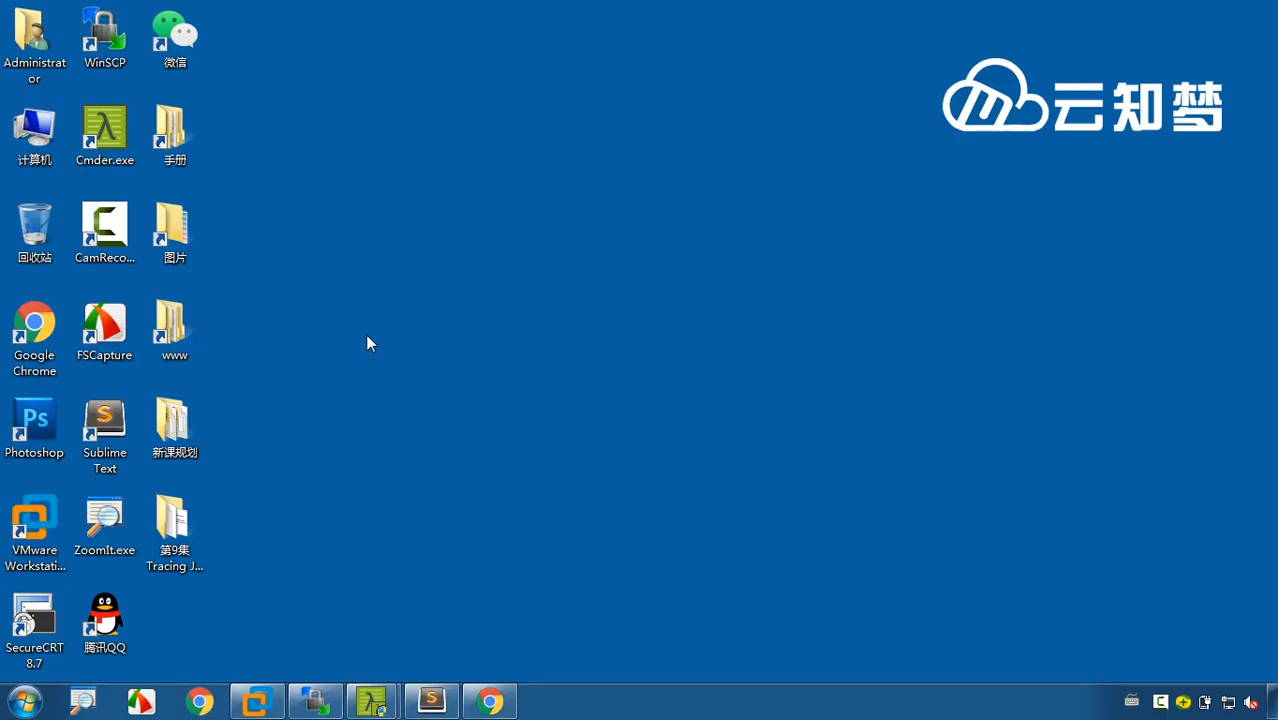 Administrat
or
WinSCP
微信
计算机
Cmder.exe
手册
回收站
CamReco...
图片
Google
Chrome
FSCapture
www
Ps
Photoshop
Sublime
Text
新课规划
VMware
Workstati...
ZoomIt.exe
第9集
Tracing J...
SecureCRT
8.7
腾讯QQ
云知梦